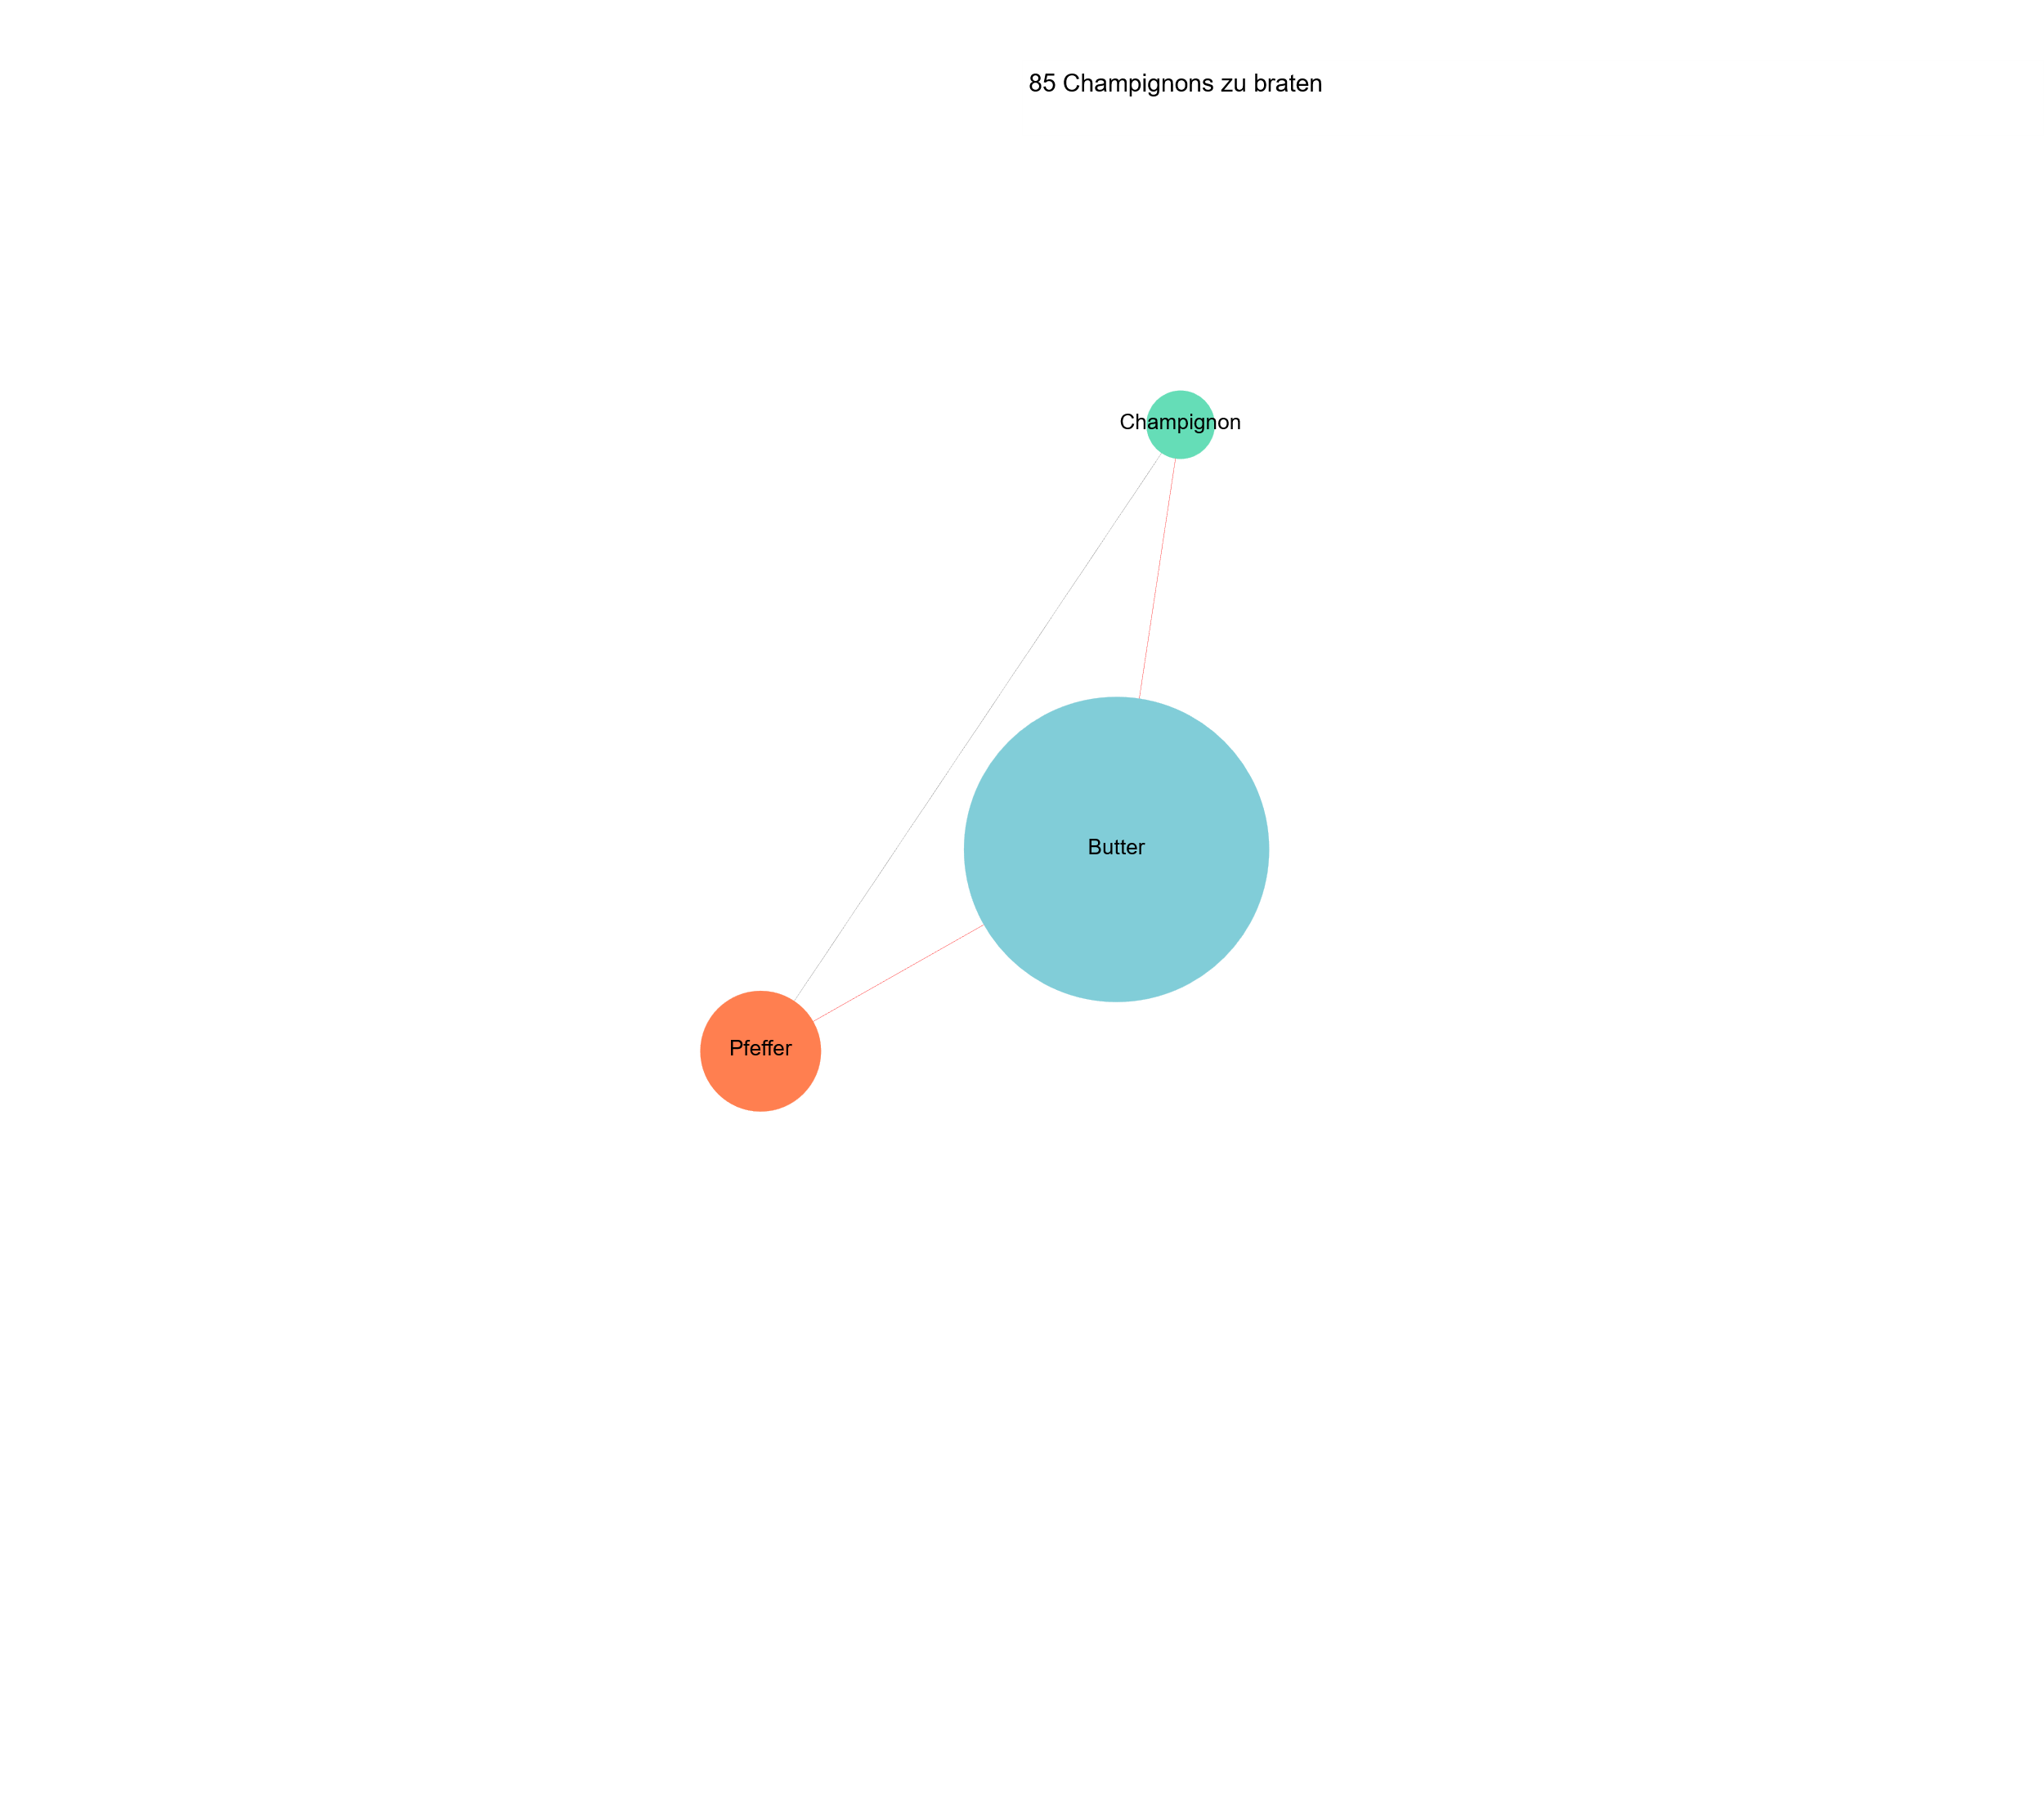 85 Champignons zu braten
Champignon
Butter
Pfeffer